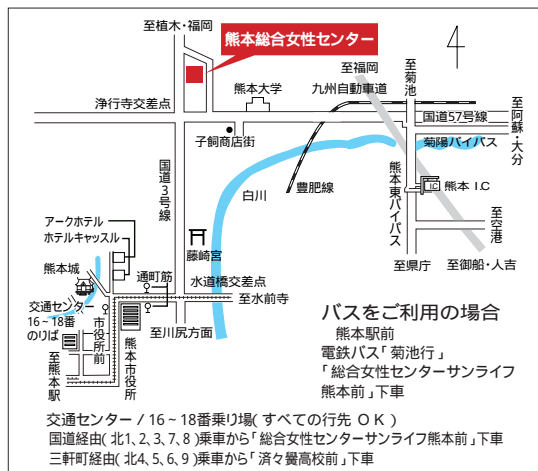 至植木・福岡
熊本総合女性センター
至福岡
至菊池
熊本大学
九州自動車道
浄行寺交差点
国道57号線
至阿蘇・大分
子飼商店街
菊陽バイパス
国道3号線
白川
豊肥線
熊本東バイパス
IC
熊本 I.C
至空港
アークホテル
ホテルキャッスル
藤崎宮
熊本城
通町筋
水道橋交差点
至県庁
至御船・人吉
交通センター
16~18番
のりば
市役所前
至水前寺
至川尻方面
至熊本駅
熊本市役所
バスをご利用の場合
熊本駅前
電鉄バス「菊池行」
「総合女性センターサンライフ
熊本前」下車
交通センター / 16~18番乗り場( すべての行先 OK )
国道経由( 北1、2、3、7、8 )乗車から「総合女性センターサンライフ熊本前」下車
三軒町経由( 北4、5、6、9 )乗車から「済々黌高校前」下車